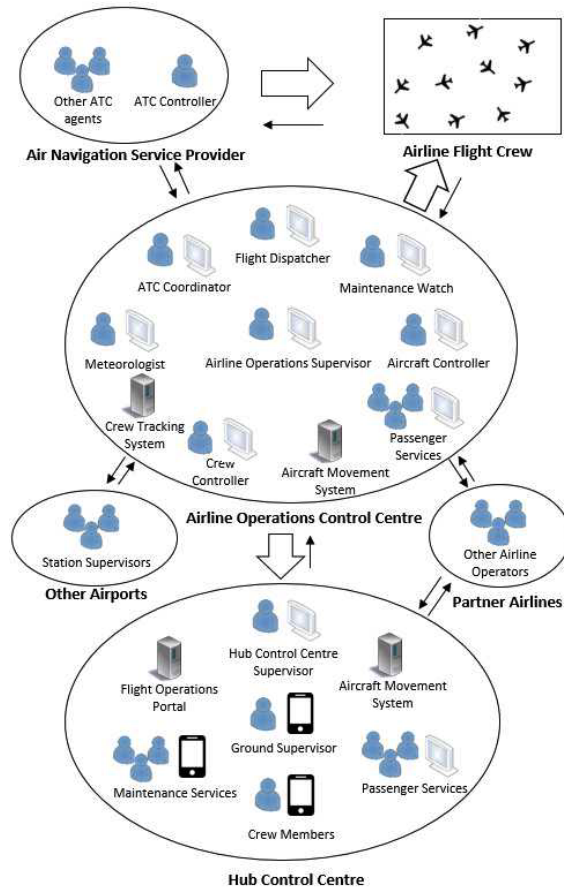 Other ATC
agents
ATC Controller
Air Navigation Service Provider
Airline Flight Crew
Flight Dispatcher
ATC Coordinator
Maintenance Watch
Meteorologist
Airline Operations Supervisor
Aircraft Controller
Crew Tracking
System
Crew
Controller
Aircraft Movement
System
Passenger
Services
Airline Operations Control Centre
Station Supervisors
Other Airports
Other Airline
Operators
Partner Airlines
Hub Control Centre
Supervisor
Flight Operations
Portal
Aircraft Movement
System
Ground Supervisor
Maintenance Services
Passenger Services
Crew Members
Hub Control Centre